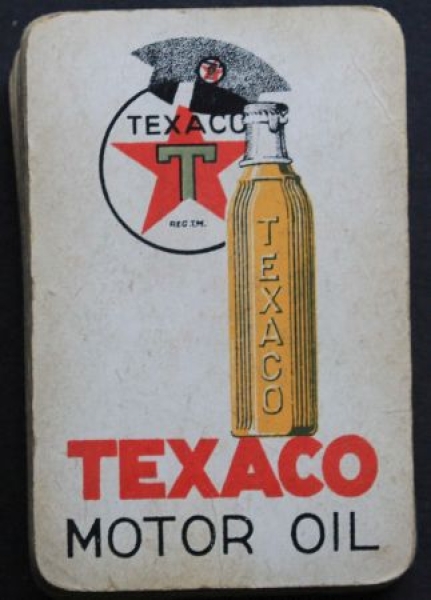 TEXACO
T
REG. T.M.
TEXACO
TEXACO
MOTOR OIL